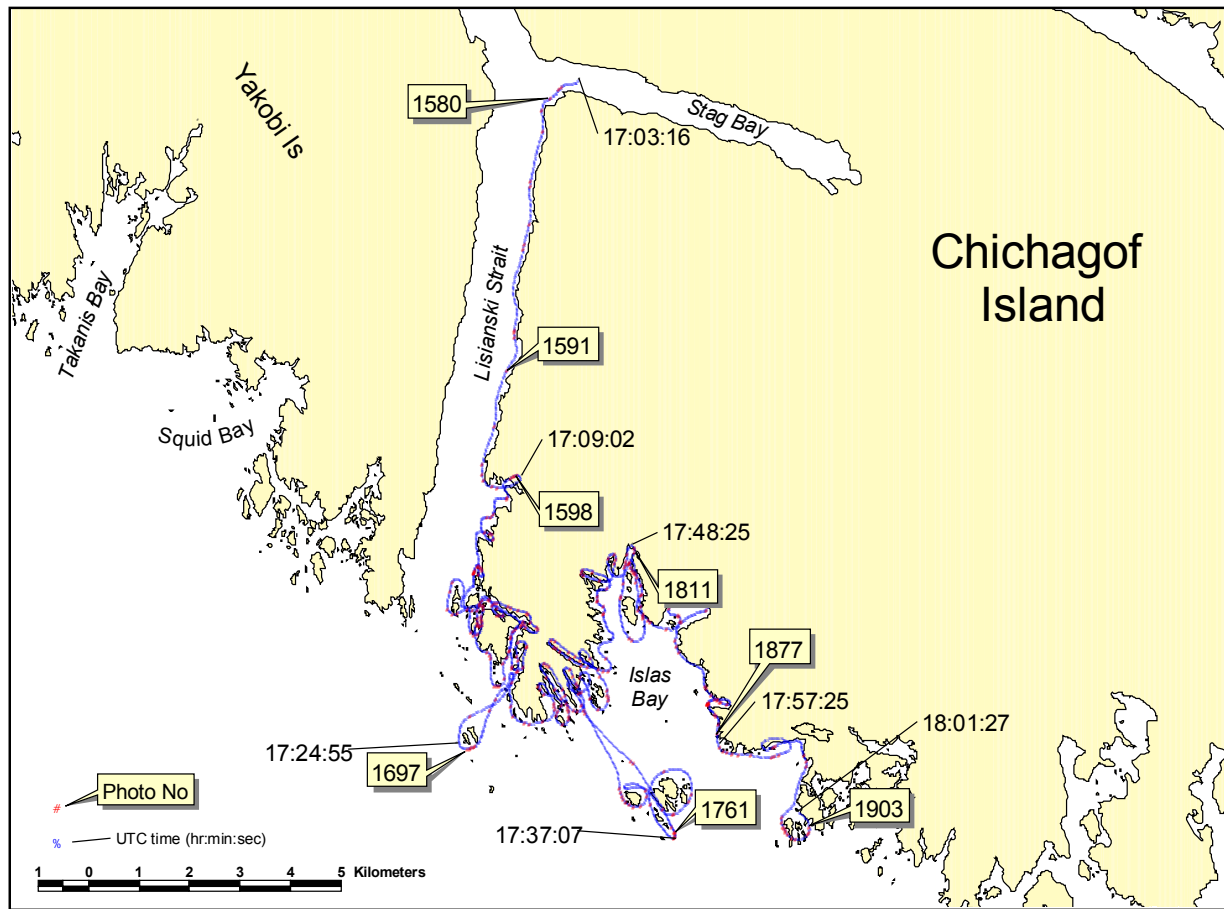 Yakobi Is
1580
Stag Bay
17:03:16
Chichagof
Island
Takanis Bay
Lisianski Strait
1591
Squid Bay
17:09:02
1598
17:48:25
1811
1877
Islas
Bay
17:57:25
18:01:27
17:24:55
1697
Photo No
#
1761
1903
17:37:07
% UTC time (hr:min:sec)
1 0 1 2 3 4 5 Kilometers